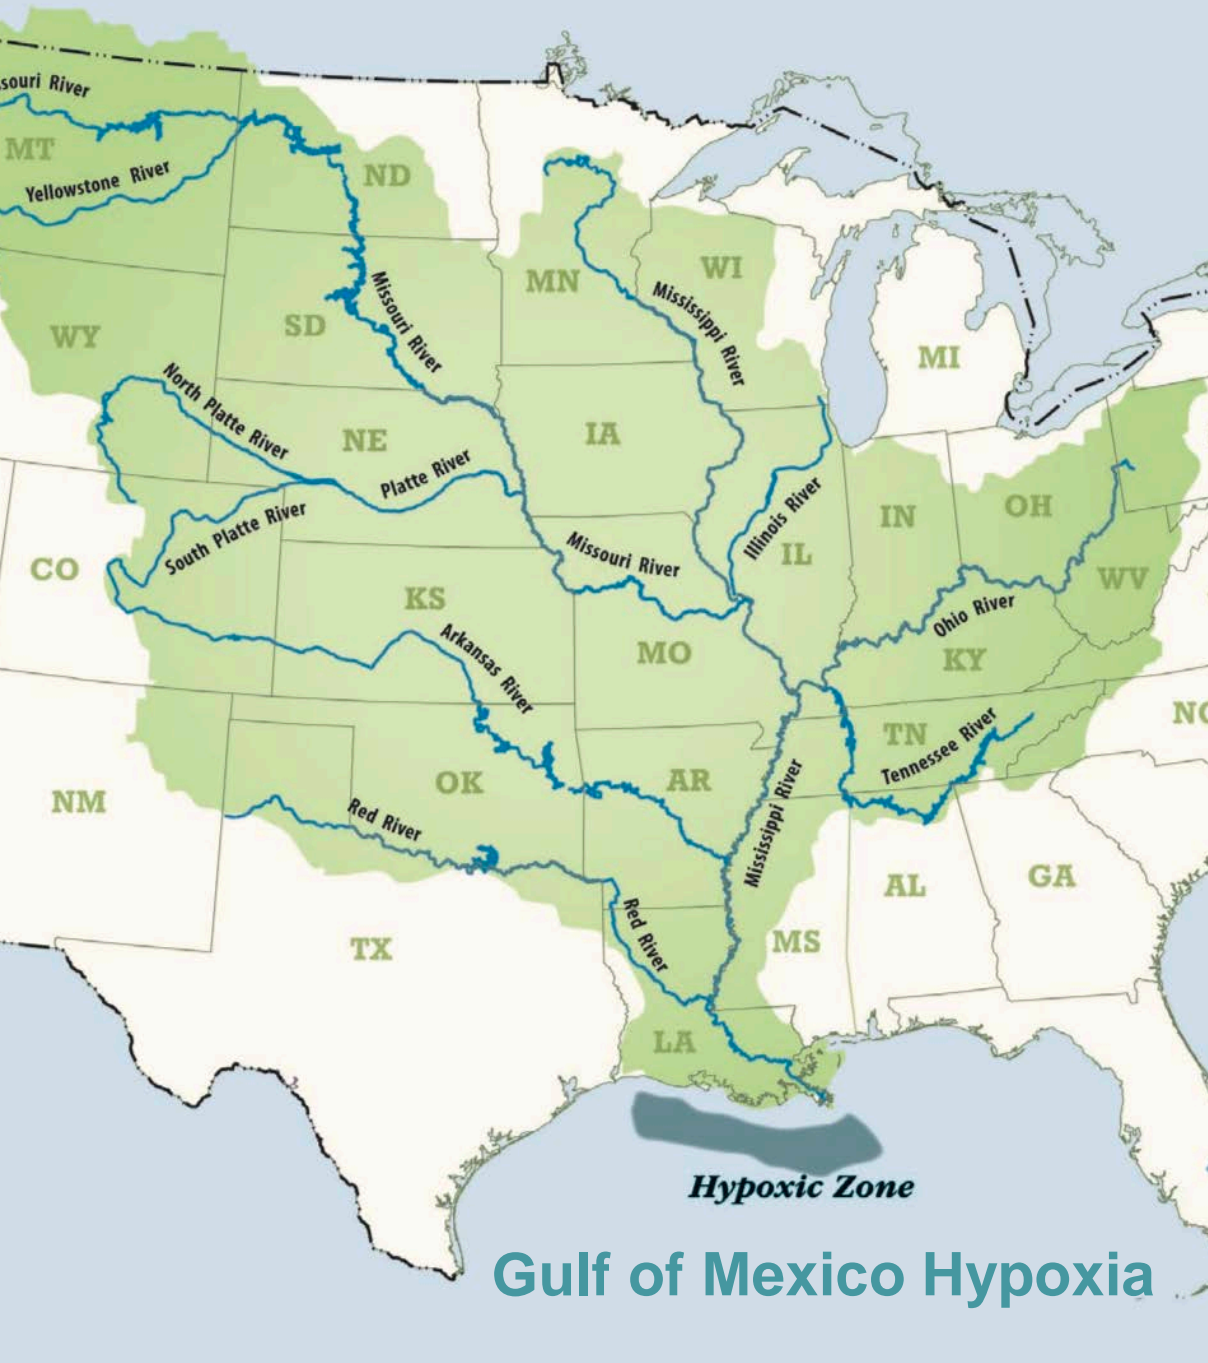 souri River
MT
Yellowstone River
ND
MN
WI
Missouri River
Mississippi River
SD
WY
MI
North Platte River
NE
IA
Platte River
South Platte River
Illinois River
IN
OH
CO
Missouri River
IL
WV
KS
Ohio River
Arkansas River
MO
KY
NC
TN
Tennessee River
OK
AR
NM
Red River
Mississippi River
AL
GA
Red River
TX
MS
LA
Hypoxic Zone
Gulf of Mexico Hypoxia